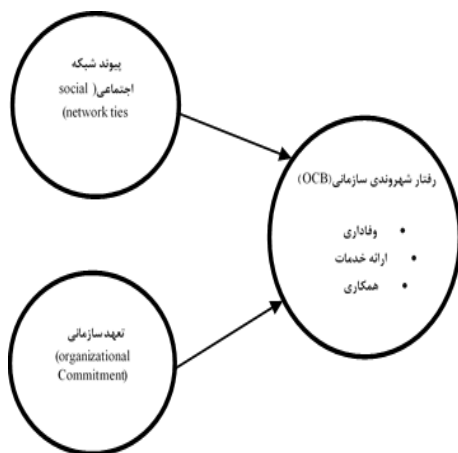 پیوند شبکه
اجتماعی( social
(network ties
رفتار شهروندی سازمانی(OCB)
• وفاداری
• ارائه خدمات
• همکاری
تعهد سازمانی
(organizational
Commitment)